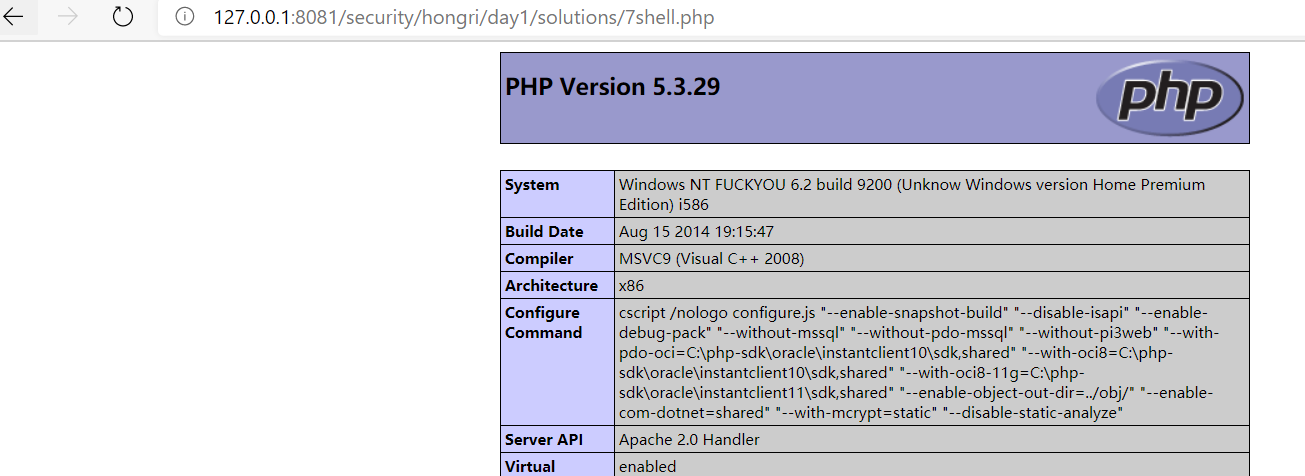 127.0.0.1:8081/security/hongri/day1/solutions/7shell.php
PHP Version 5.3.29
php
System
Windows NT FUCKYOU 6.2 build 9200 (Unknow Windows version Home Premium
Edition) i586
Build Date
Aug 15 2014 19:15:47
Compiler
MSVC9 (Visual C++ 2008)
Architecture
x86
Configure
Command
cscript /nologo configure.js "--enable-snapshot-build" "--disable-isapi" "--enable-
debug-pack" "--without-mssql" "--without-pdo-mssql" "--without-pi3web" "--with-
pdo-oci=C:\php-sdk\oracle\instantclient10\sdk,shared" "--with-oci8=C:\php-
sdk\oracle\instantclient10\sdk,shared" "--with-oci8-11g=C:\php-
sdk\oracle\instantclient11\sdk,shared" "--enable-object-out-dir=../obj/" "--enable-
com-dotnet=shared" "--with-mcrypt=static" "--disable-static-analyze"
Server API
Apache 2.0 Handler
Virtual
enabled